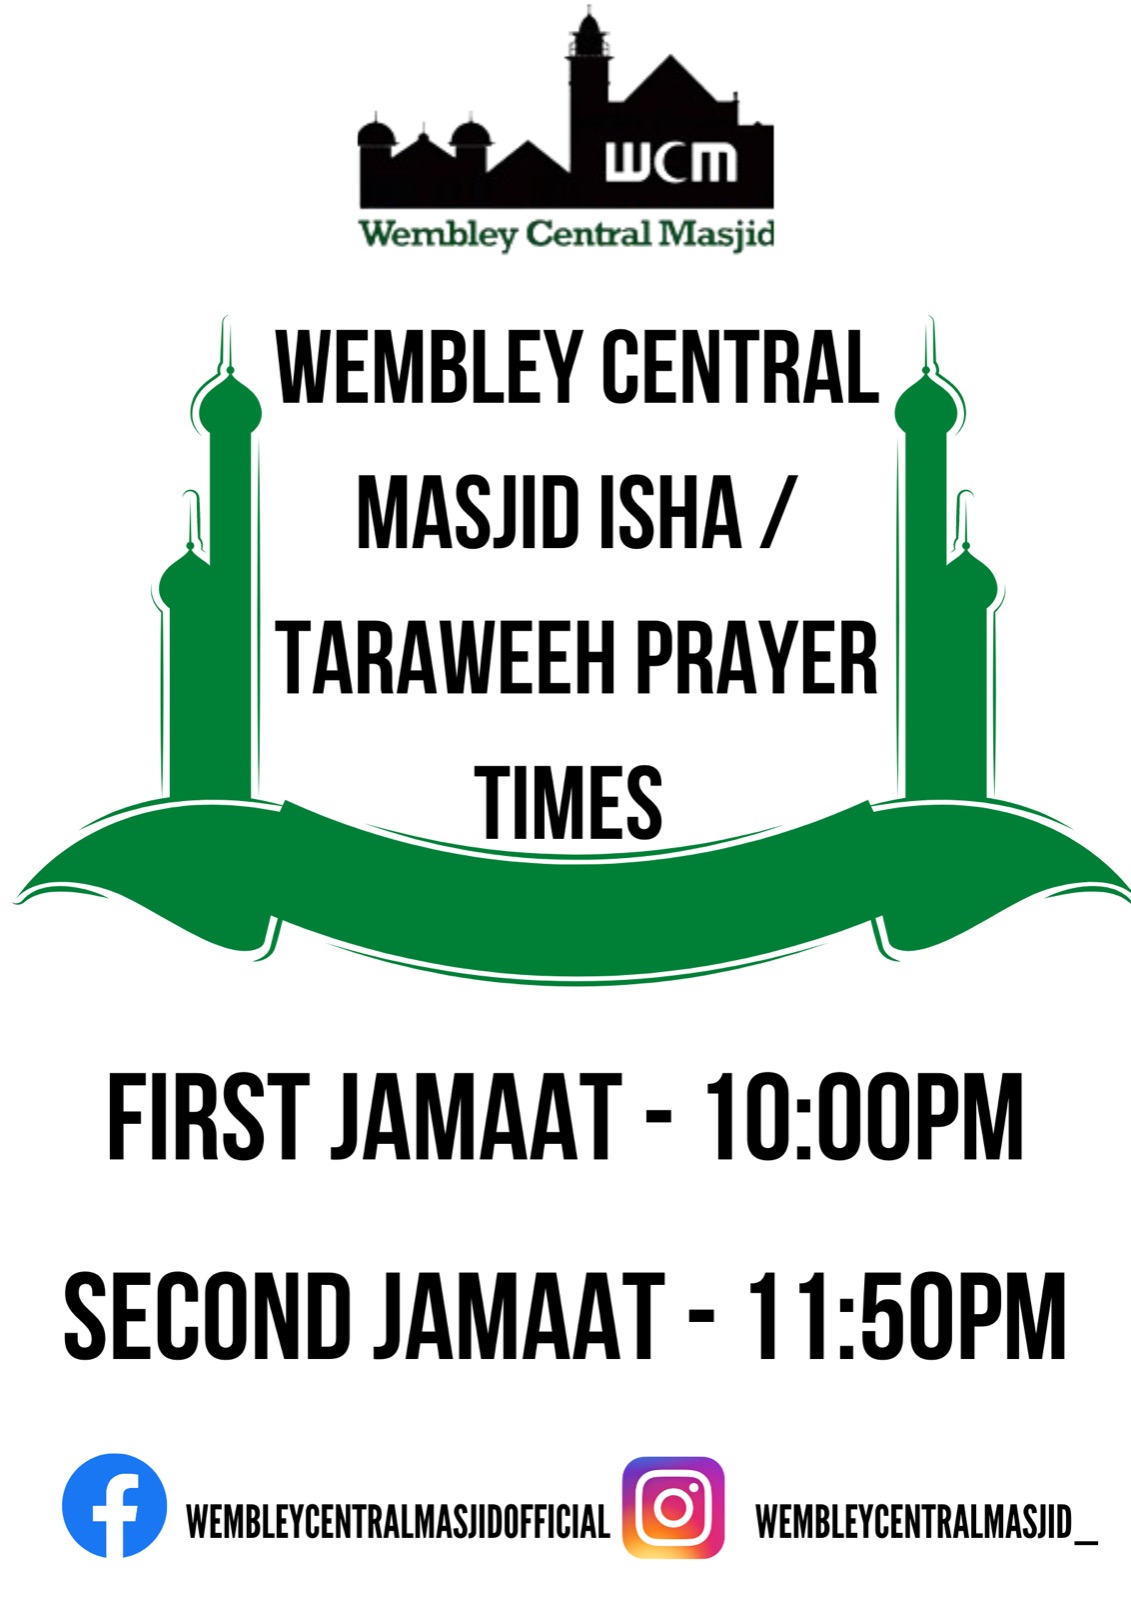 WCM
Wembley Central Masjid
WEMBLEY CENTRAL
MASJID ISHA /
TARAWEEH PRAYER
TIMES
FIRST JAMAAT - 10:00PM
SECOND JAMAAT - 11:50PM
WEMBLEYCENTRALMASJIDOFFICIAL WEMBLEYCENTRALMASJID_